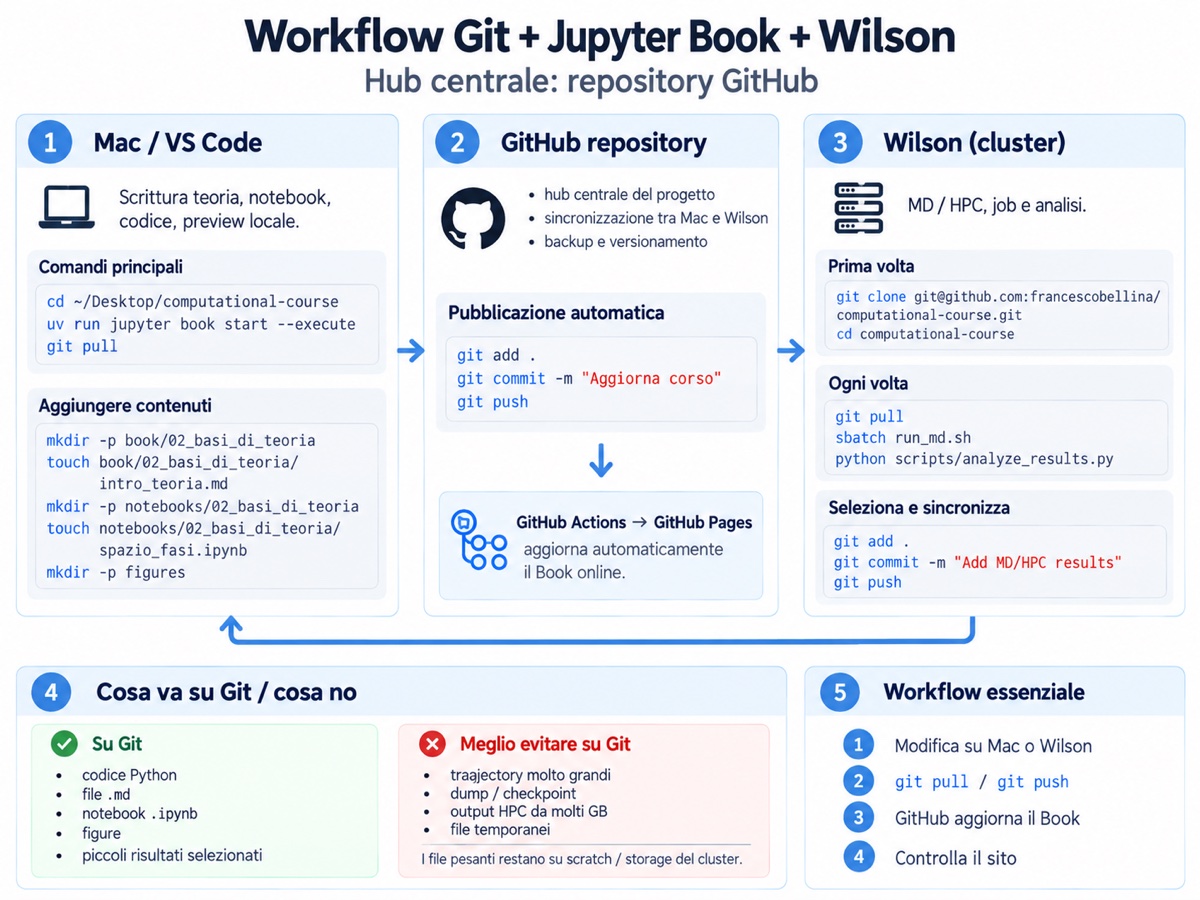 Workflow Git + Jupyter Book + Wilson
Hub centrale: repository GitHub
1 Mac / VS Code
Scrittura teoria, notebook,
codice, preview locale.
Comandi principali
cd ~/Desktop/computational-course
uv run jupyter book start --execute
git pull
Aggiungere contenuti
mkdir -p book/02_basi_di_teoria
touch book/02_basi_di_teoria/
intro_teoria.md
mkdir -p notebooks/02_basi_di_teoria
touch notebooks/02_basi_di_teoria/
spazio_fasi.ipynb
mkdir -p figures
2 GitHub repository
• hub centrale del progetto
• sincronizzazione tra Mac e Wilson
• backup e versionamento
Pubblicazione automatica
git add .
git commit -m "Aggiorna corso"
git push
GitHub Actions → GitHub Pages
aggiorna automaticamente
il Book online.
3 Wilson (cluster)
MD / HPC, job e analisi.
Prima volta
git clone git@github.com:francescobellina/
computational-course.git
cd computational-course
Ogni volta
git pull
sbatch run_md.sh
python scripts/analyze_results.py
Seleziona e sincronizza
git add .
git commit -m "Add MD/HPC results"
git push
4 Cosa va su Git / cosa no
Su Git
• codice Python
• file .md
• notebook .ipynb
• figure
• piccoli risultati selezionati
Meglio evitare su Git
• traajectory molto grandi
• dump / checkpoint
• output HPC da molti GB
• file temporanei
I file pesanti restano su scratch / storage del cluster.
5 Workflow essenziale
1 Modifica su Mac o Wilson
2 git pull / git push
3 GitHub aggiorna il Book
4 Controlla il sito